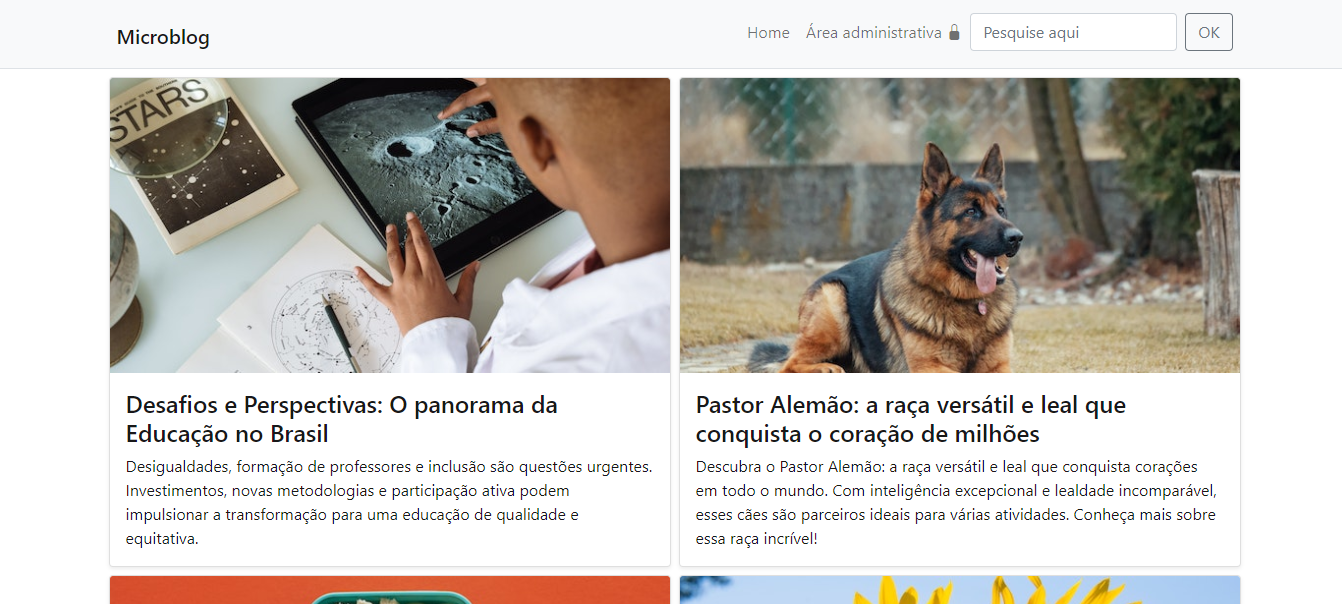 Microblog
Home
Área administrativa
Pesquise aqui
OK
STARS
Desafios e Perspectivas: O panorama da
Educação no Brasil
Desigualdades, formação de professores e inclusão são questões urgentes.
Investimentos, novas metodologias e participação ativa podem
impulsionar a transformação para uma educação de qualidade e
equitativa.
Pastor Alemão: a raça versátil e leal que
conquista o coração de milhões
Descubra o Pastor Alemão: a raça versátil e leal que conquista corações
em todo o mundo. Com inteligência excepcional e lealdade incomparável,
esses cães são parceiros ideais para várias atividades. Conheça mais sobre
essa raça incrível!